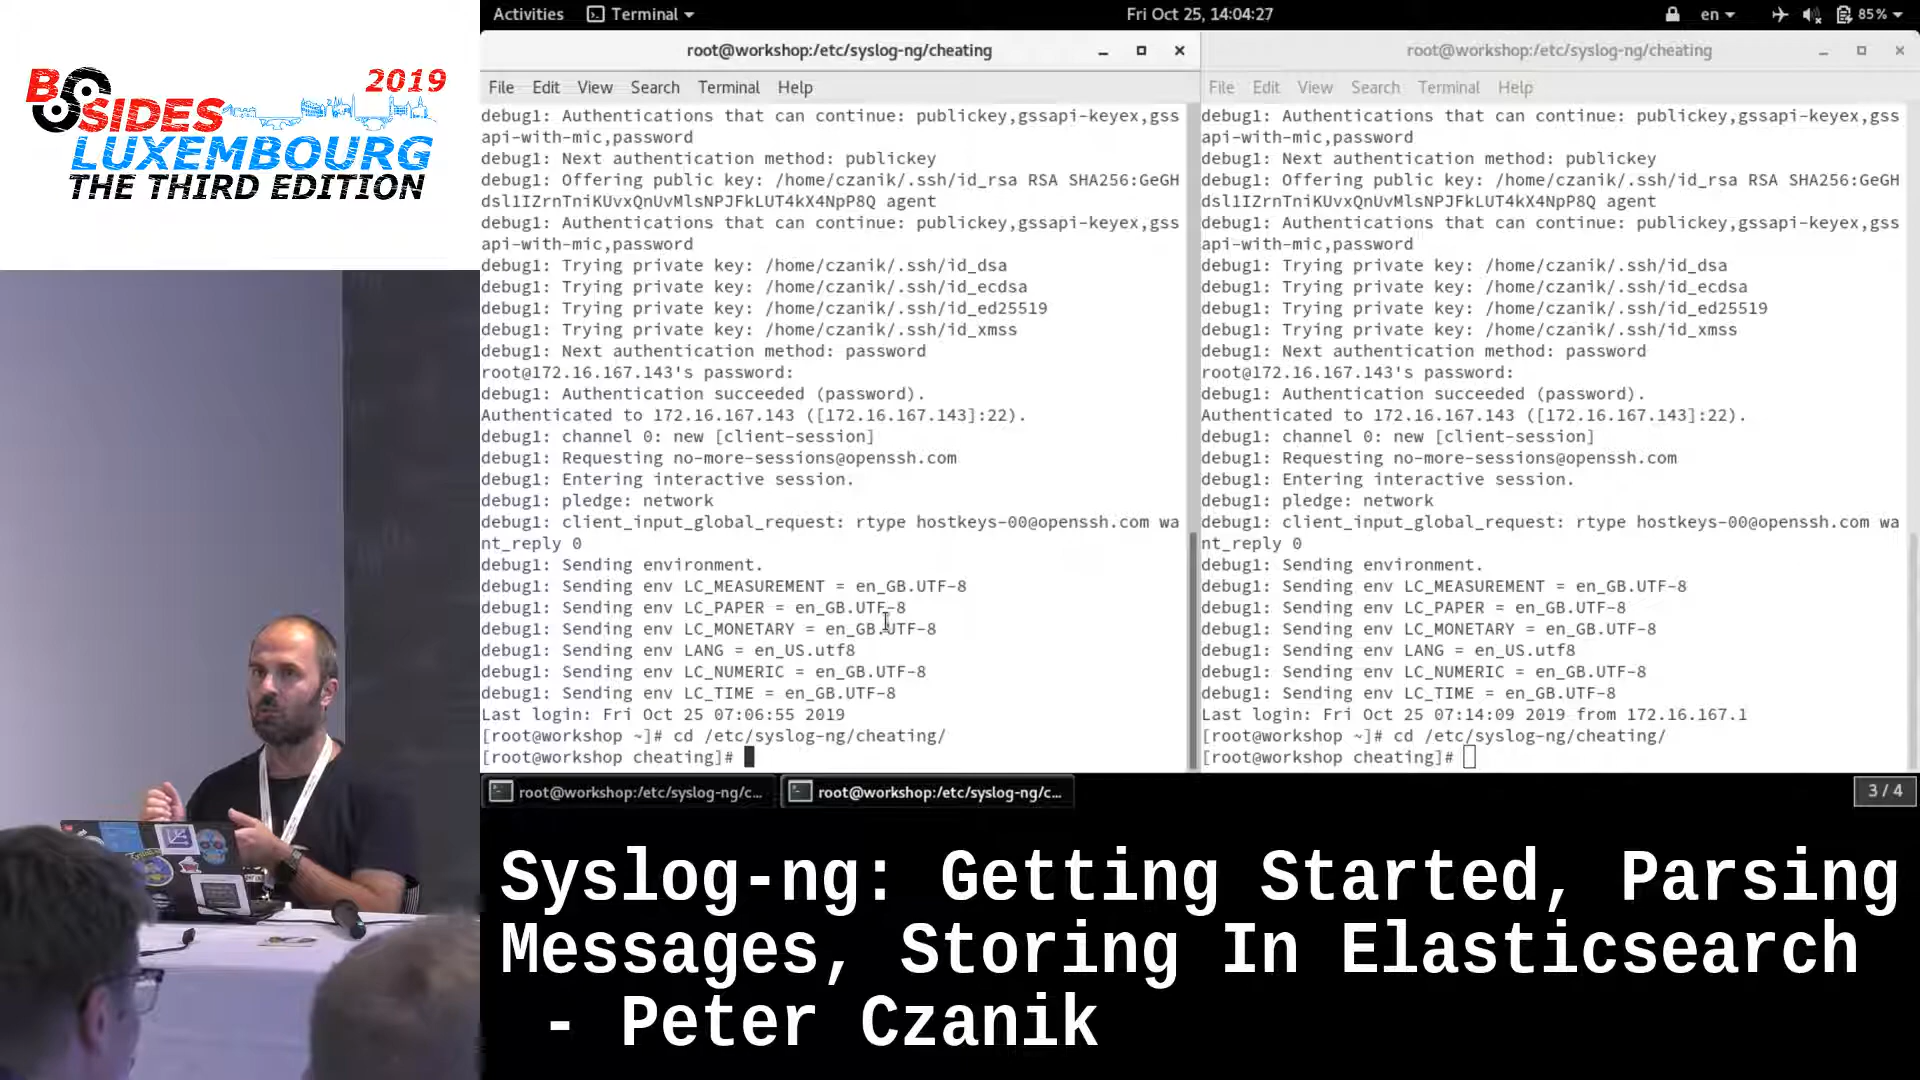 2019
BSIDES
LUXEMBOURG
THE THIRD EDITION
Activities Terminal Fri Oct 25, 14:04:27 en 85%
root@workshop:/etc/syslog-ng/cheating
File Edit View Search Terminal Help
debug1: Authentications that can continue: publickey,gssapi-keyex,gss
api-with-mic,password
debug1: Next authentication method: publickey
debug1: Offering public key: /home/czanik/.ssh/id_rsa RSA SHA256:GeGH
dsl1IZrnTniKUvxQnUvMlsNPJFkLUT4kX4NpP8Q agent
debug1: Authentications that can continue: publickey,gssapi-keyex,gss
api-with-mic,password
debug1: Trying private key: /home/czanik/.ssh/id_dsa
debug1: Trying private key: /home/czanik/.ssh/id_ecdsa
debug1: Trying private key: /home/czanik/.ssh/id_ed25519
debug1: Trying private key: /home/czanik/.ssh/id_xmss
debug1: Next authentication method: password
root@172.16.167.143's password:
debug1: Authentication succeeded (password).
Authenticated to 172.16.167.143 ([172.16.167.143]:22).
debug1: channel 0: new [client-session]
debug1: Requesting no-more-sessions@openssh.com
debug1: Entering interactive session.
debug1: pledge: network
debug1: client_input_global_request: rtype hostkeys-00@openssh.com wa
nt_reply 0
debug1: Sending environment.
debug1: Sending env LC_MEASUREMENT = en_GB.UTF-8
debug1: Sending env LC_PAPER = en_GB.UTF-8
debug1: Sending env LC_MONETARY = en_GB.UTF-8
debug1: Sending env LANG = en_US.utf8
debug1: Sending env LC_NUMERIC = en_GB.UTF-8
debug1: Sending env LC_TIME = en_GB.UTF-8
Last login: Fri Oct 25 07:06:55 2019
[root@workshop ~]# cd /etc/syslog-ng/cheating/
[root@workshop cheating]#
root@workshop:/etc/syslog-ng/cheating
File Edit View Search Terminal Help
debug1: Authentications that can continue: publickey,gssapi-keyex,gss
api-with-mic,password
debug1: Next authentication method: publickey
debug1: Offering public key: /home/czanik/.ssh/id_rsa RSA SHA256:GeGH
dsl1IZrnTniKUvxQnUvMlsNPJFkLUT4kX4NpP8Q agent
debug1: Authentications that can continue: publickey,gssapi-keyex,gss
api-with-mic,password
debug1: Trying private key: /home/czanik/.ssh/id_dsa
debug1: Trying private key: /home/czanik/.ssh/id_ecdsa
debug1: Trying private key: /home/czanik/.ssh/id_ed25519
debug1: Trying private key: /home/czanik/.ssh/id_xmss
debug1: Next authentication method: password
root@172.16.167.143's password:
debug1: Authentication succeeded (password).
Authenticated to 172.16.167.143 ([172.16.167.143]:22).
debug1: channel 0: new [client-session]
debug1: Requesting no-more-sessions@openssh.com
debug1: Entering interactive session.
debug1: pledge: network
debug1: client_input_global_request: rtype hostkeys-00@openssh.com wa
nt_reply 0
debug1: Sending environment.
debug1: Sending env LC_MEASUREMENT = en_GB.UTF-8
debug1: Sending env LC_PAPER = en_GB.UTF-8
debug1: Sending env LC_MONETARY = en_GB.UTF-8
debug1: Sending env LANG = en_US.utf8
debug1: Sending env LC_NUMERIC = en_GB.UTF-8
debug1: Sending env LC_TIME = en_GB.UTF-8
Last login: Fri Oct 25 07:14:09 2019 from 172.16.167.1
[root@workshop ~]# cd /etc/syslog-ng/cheating/
[root@workshop cheating]#
root@workshop:/etc/syslog-ng/c... root@workshop:/etc/syslog-ng/c... 3 / 4
Syslog-ng: Getting Started, Parsing
Messages, Storing In Elasticsearch
- Peter Czanik